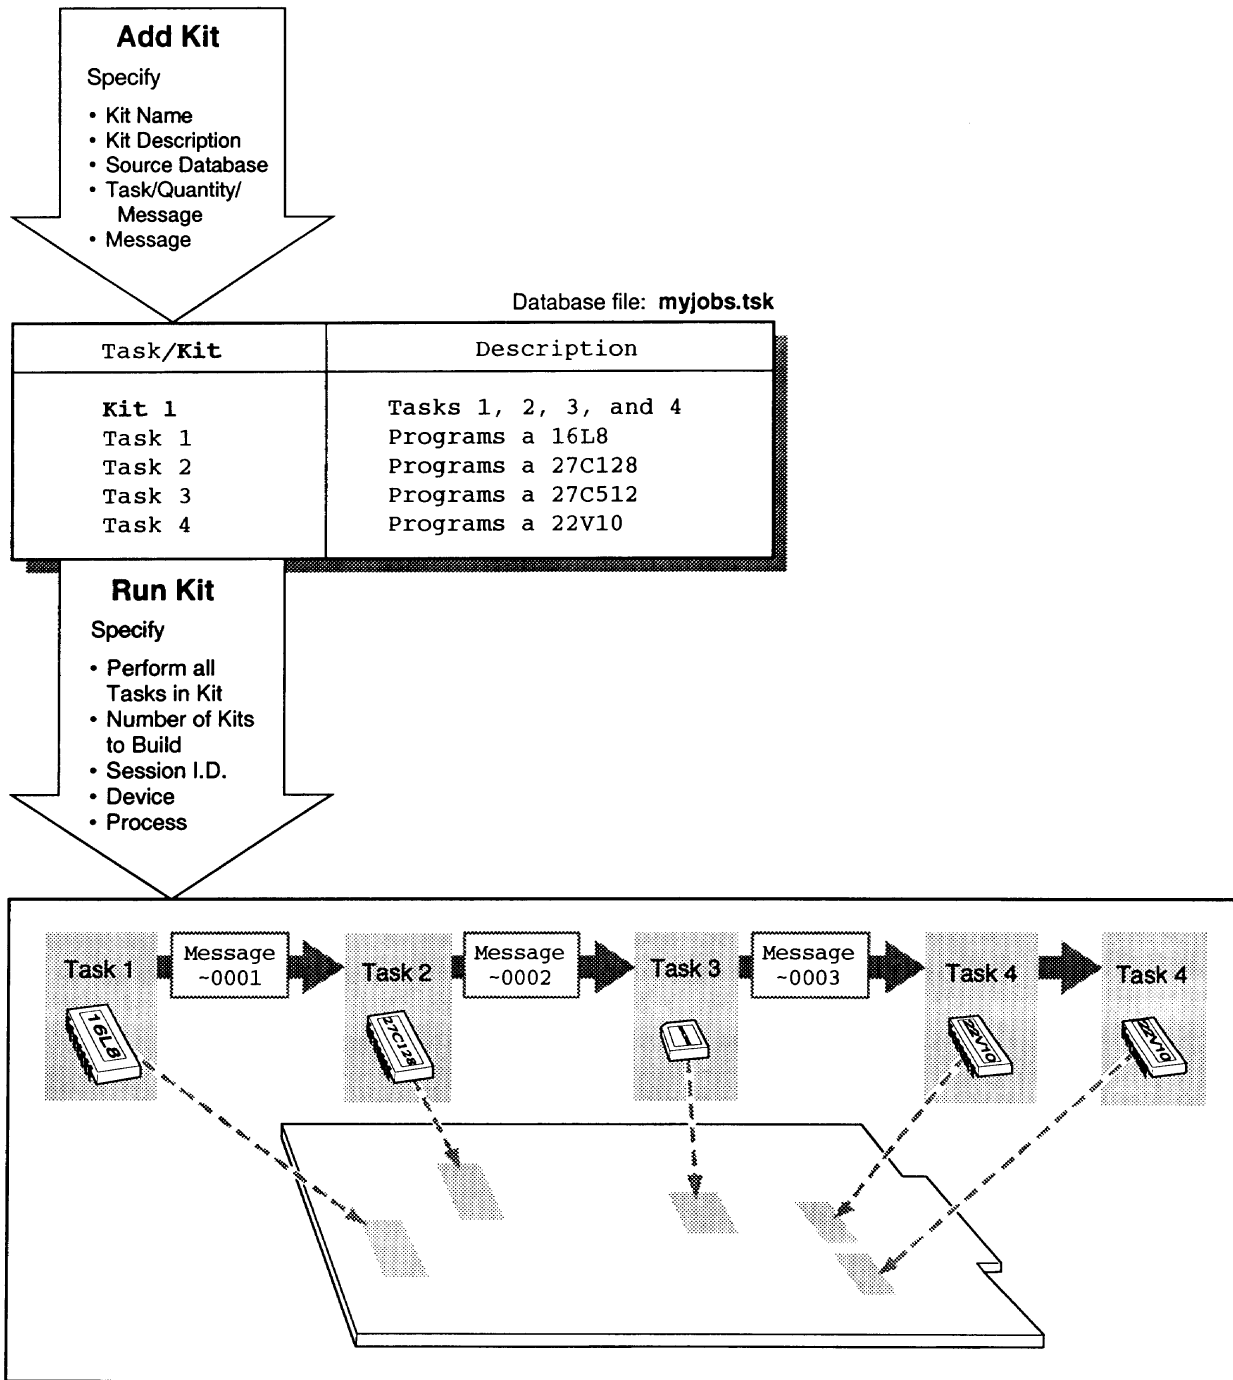 Add Kit
Specify
• Kit Name
• Kit Description
• Source Database
• Task/Quantity/
Message
• Message
Database file: myjobs.tsk
Task/Kit Description
Kit 1 Tasks 1, 2, 3, and 4
Task 1 Programs a 16L8
Task 2 Programs a 27C128
Task 3 Programs a 27C512
Task 4 Programs a 22V10
Run Kit
Specify
• Perform all
Tasks in Kit
• Number of Kits
to Build
• Session I.D.
• Device
• Process
Task 1
Message
~0001
Task 2
Message
~0002
Task 3
Message
~0003
Task 4
Task 4
16L8
27C128
22V10
22V10